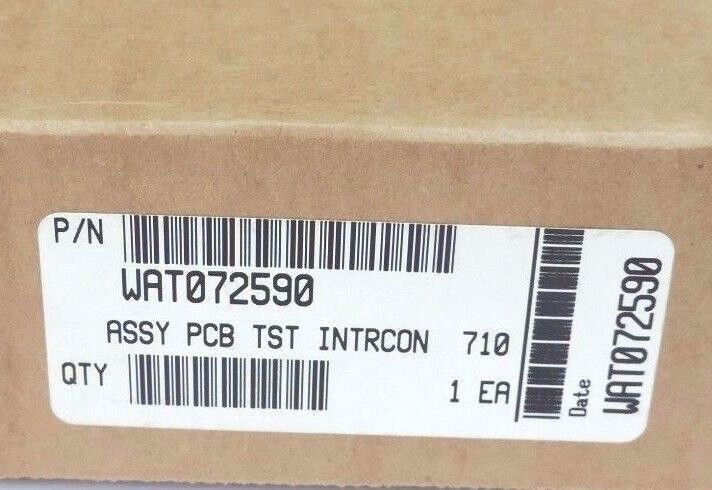 P/N
WAT072590
ASSY PCB TST INTRCON 710
QTY
1 EA
Date
WAT072590